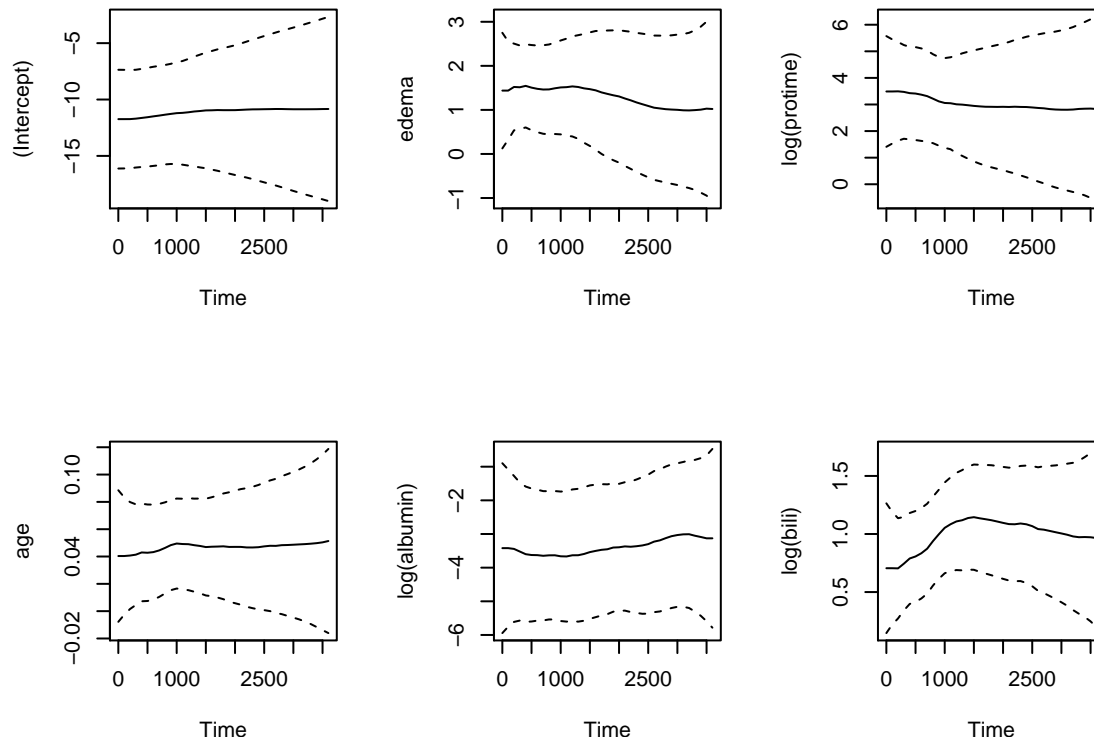 (Intercept)
−5
−10
−15
0 1000 2500
Time
edema
3
2
1
0
−1
0 1000 2500
Time
log(protime)
6
4
2
0
0 1000 2500
Time
age
0.10
0.04
−0.02
0 1000 2500
Time
log(albumin)
−2
−4
−6
0 1000 2500
Time
log(bili)
1.5
1.0
0.5
0 1000 2500
Time